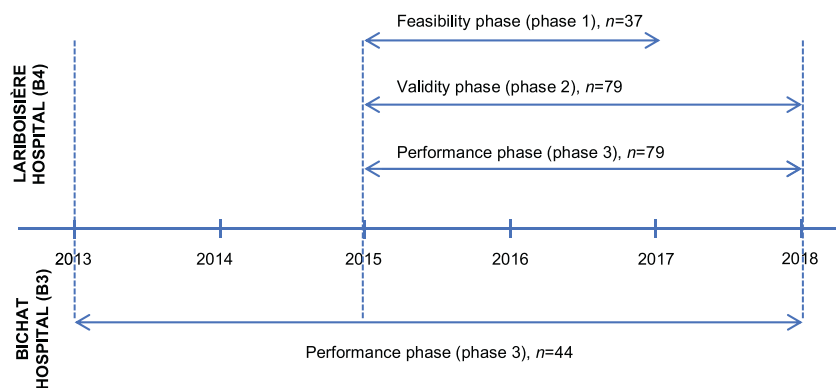 LARIBOISIÈRE
HOSPITAL (B4)
Feasibility phase (phase 1), n=37
Validity phase (phase 2), n=79
Performance phase (phase 3), n=79
2013 2014 2015 2016 2017 2018
BICHAT
HOSPITAL (B3)
Performance phase (phase 3), n=44